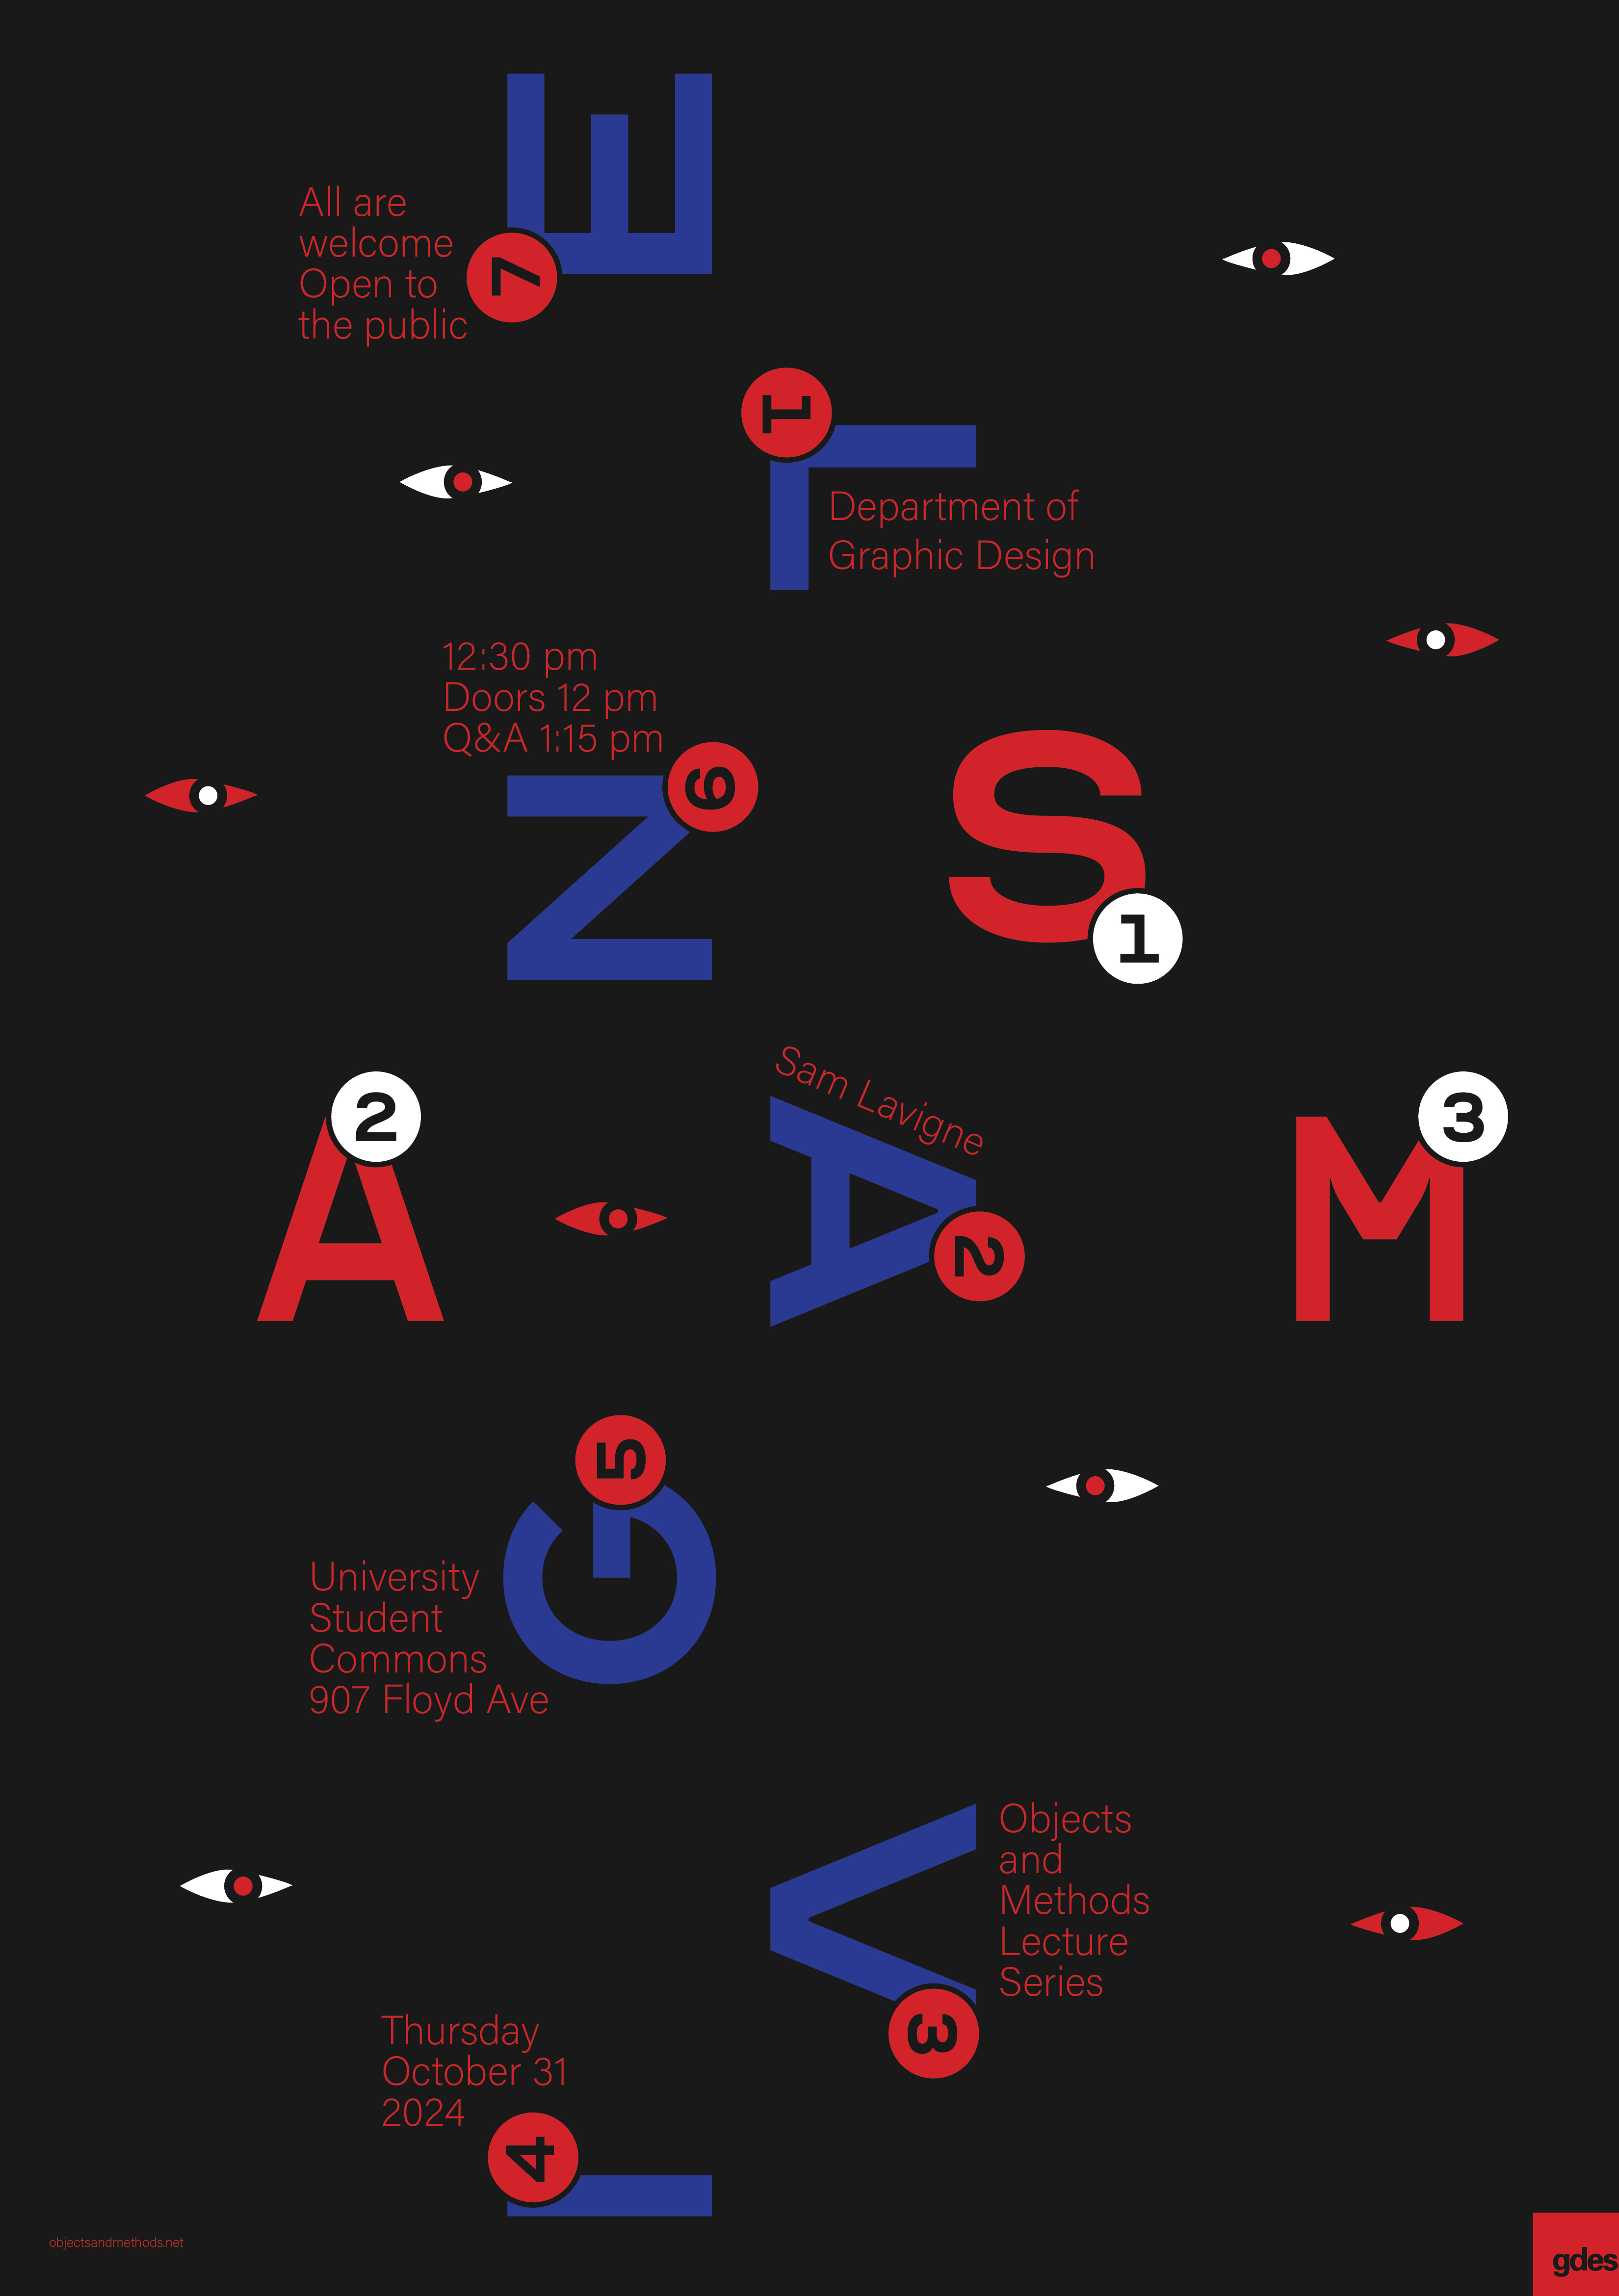 E
7
All are
welcome
Open to
the public
1
L
Department of
Graphic Design
12:30 pm
Doors 12 pm
Q&A 1:15 pm
6
N
S
1
Sam Lavigne
A
2
A
2
M
3
5
G
University
Student
Commons
907 Floyd Ave
V
3
Objects
and
Methods
Lecture
Series
Thursday
October 31
2024
4
I
objectsandmethods.net
gdes